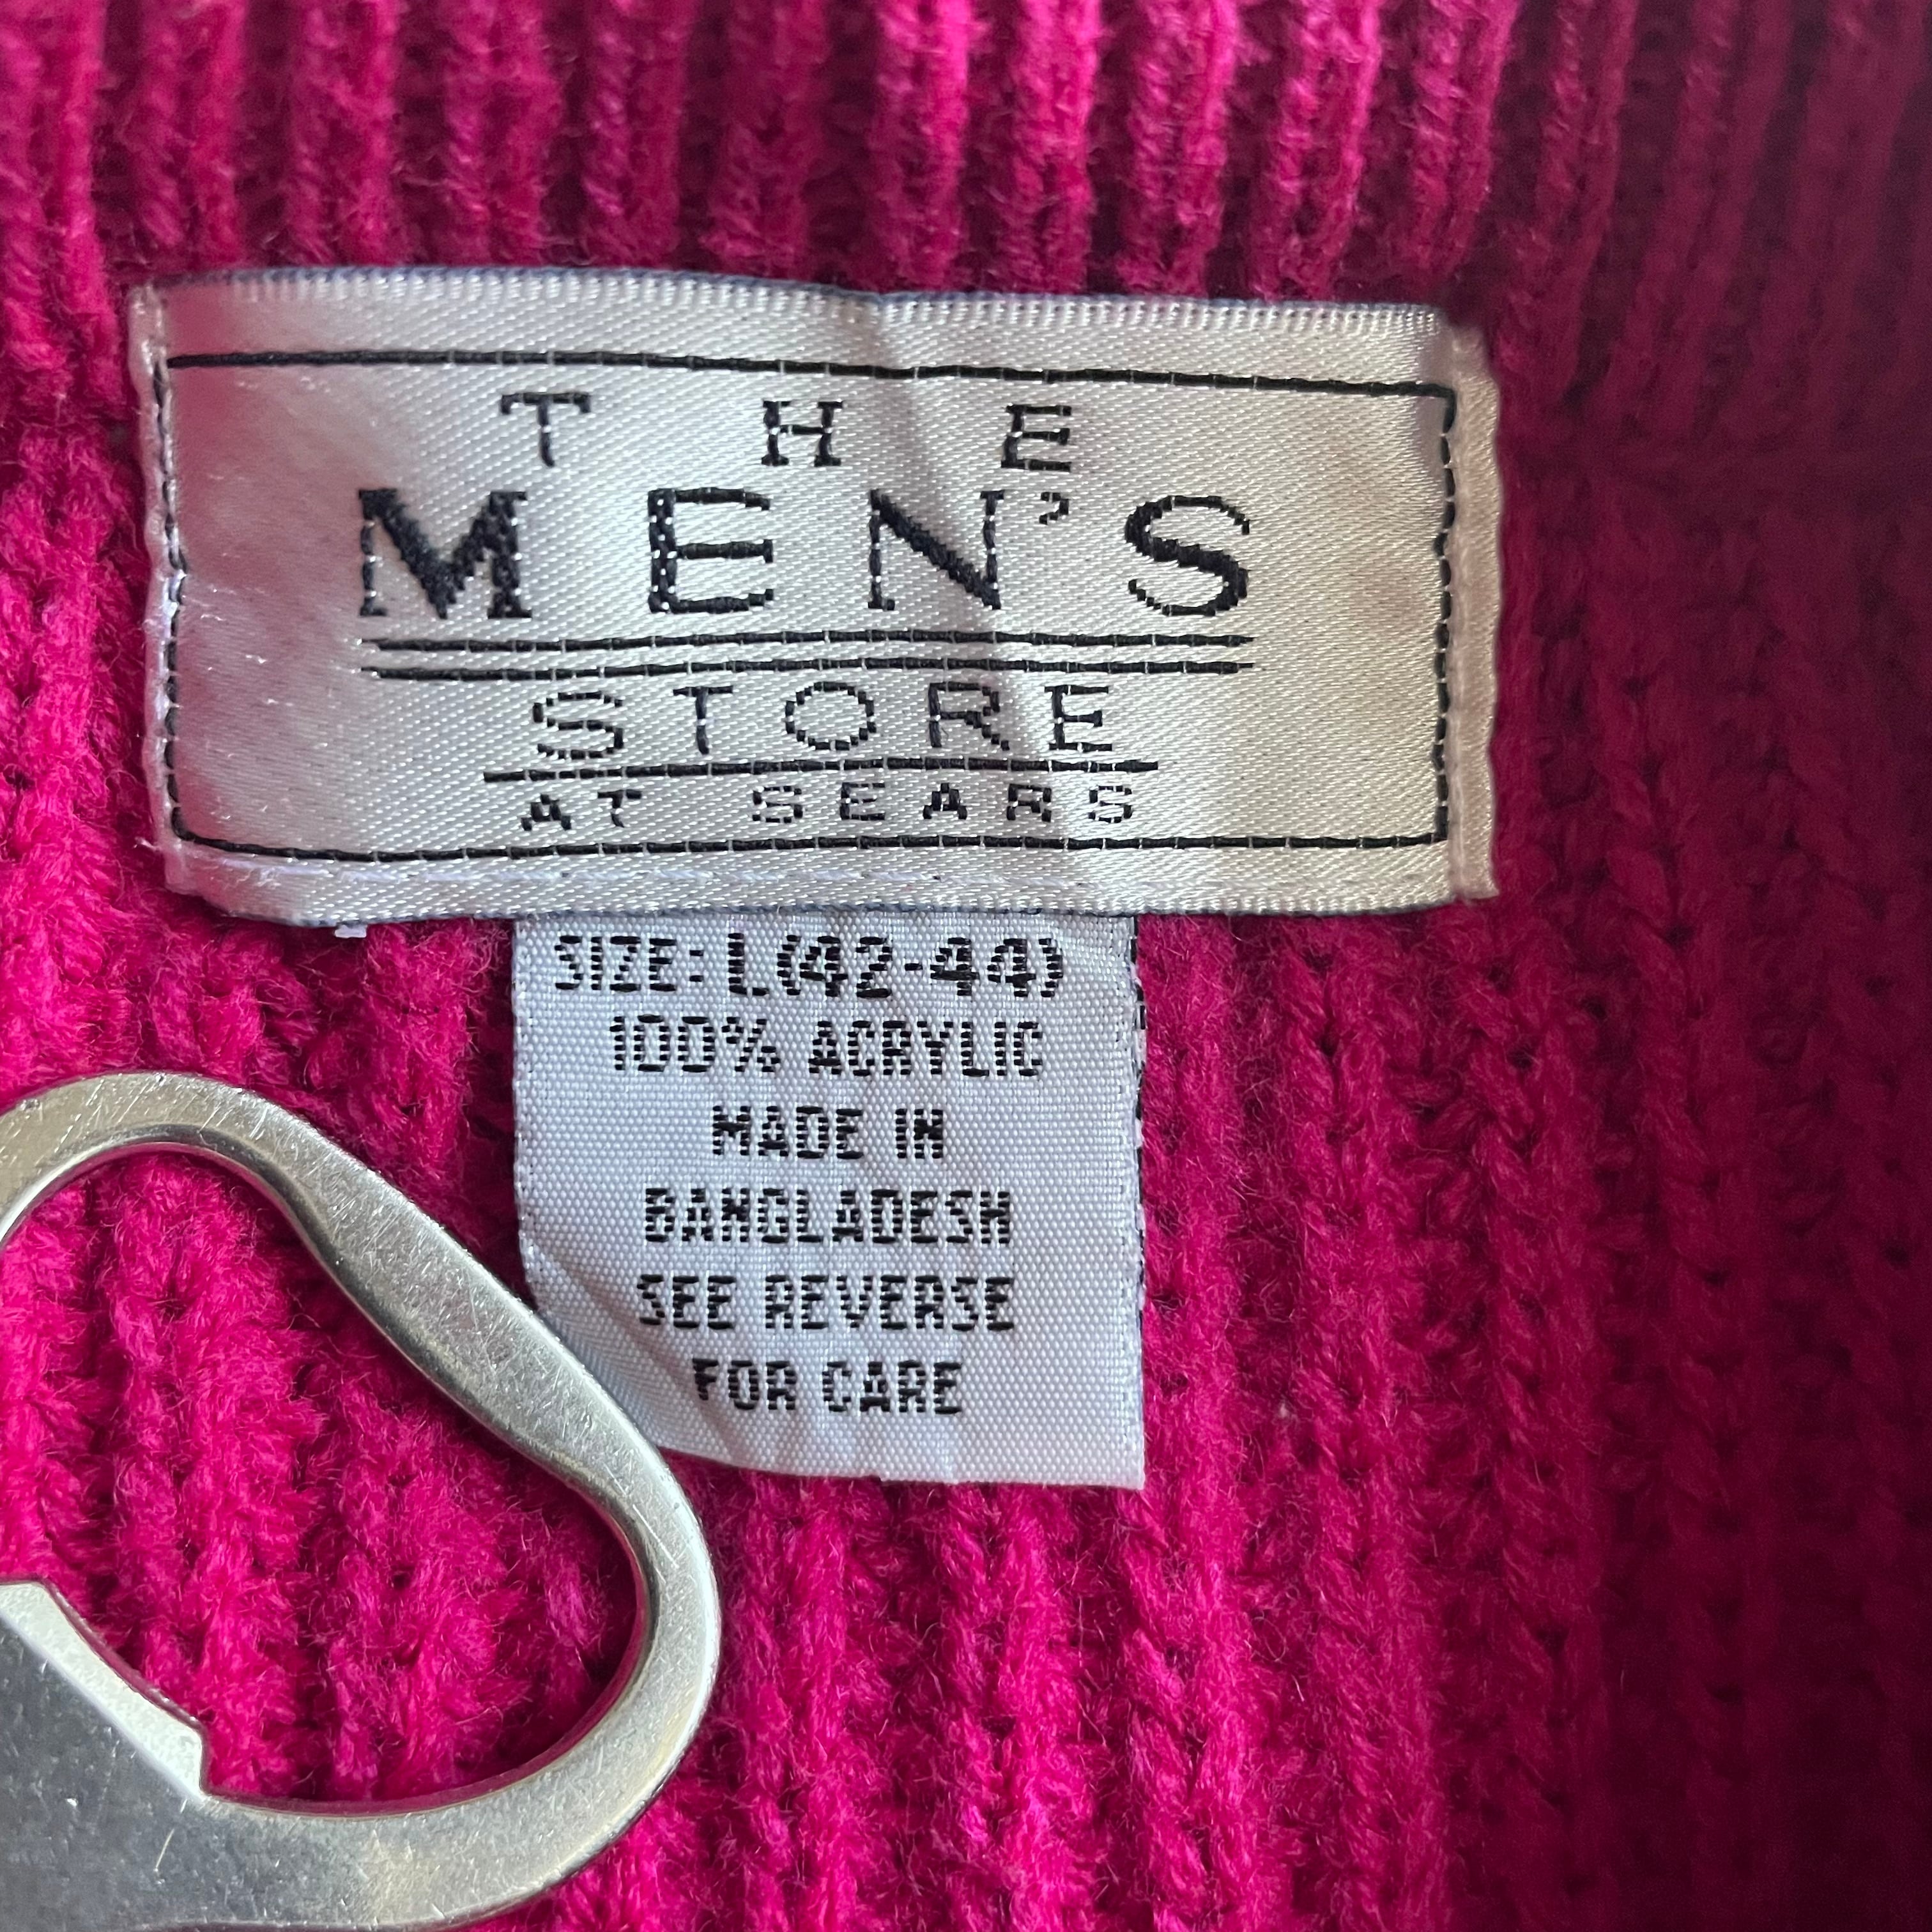 THE
MEN'S
STORE
AT SEARS
SIZE: L(42-44)
100% ACRYLIC
MADE IN
BANGLADESH
SEE REVERSE
FOR CARE